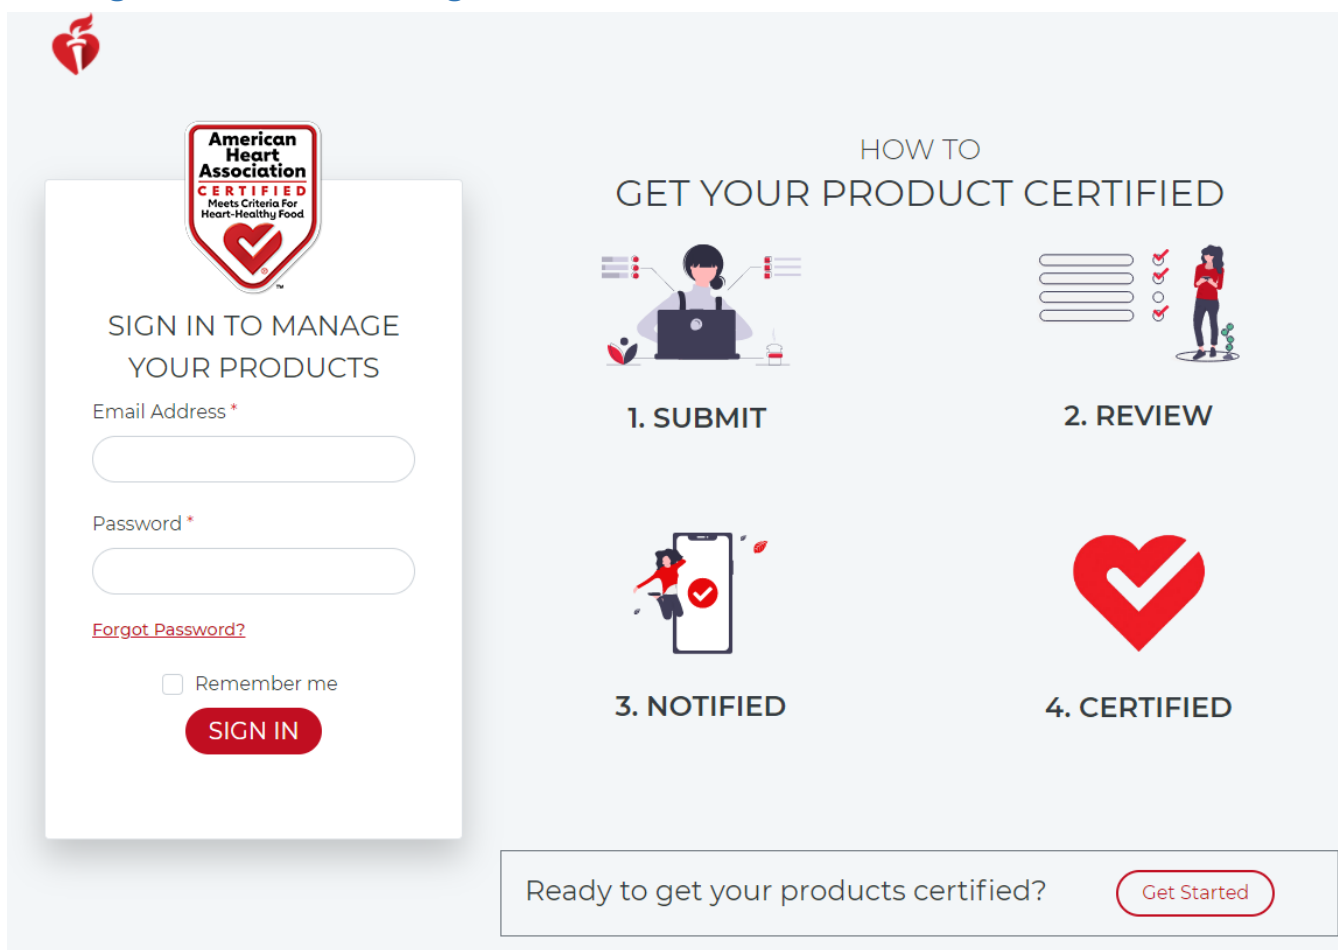 American
Heart
Association
CERTIFIED
Meets Criteria For
Heart-Healthy Food
™
SIGN IN TO MANAGE
YOUR PRODUCTS
Email Address *
Password *
Forgot Password?
Remember me
SIGN IN
HOW TO
GET YOUR PRODUCT CERTIFIED
1. SUBMIT
2. REVIEW
3. NOTIFIED
4. CERTIFIED
Ready to get your products certified?
Get Started